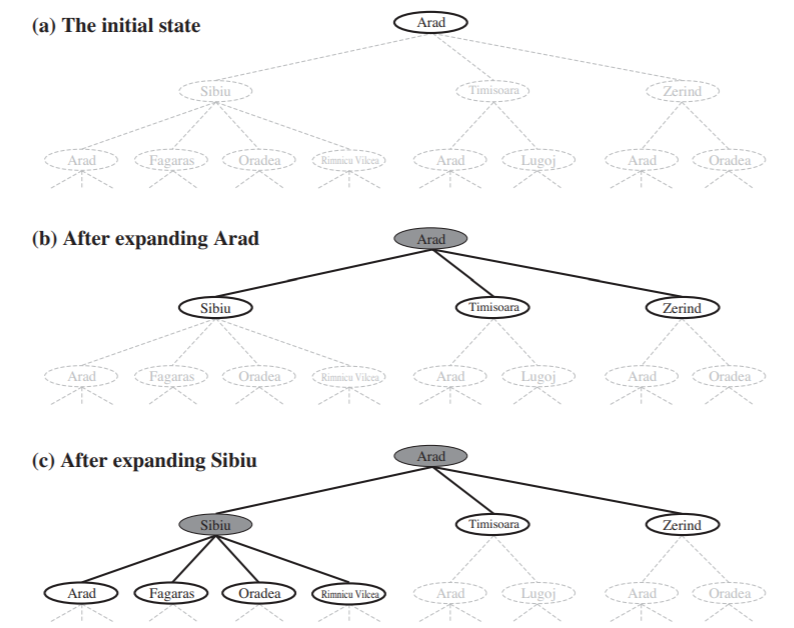 (a) The initial state
Arad
Sibiu Timisoara Zerind
Arad Fagaras Oradea Rimnicu Vilcea Arad Lugoj Arad Oradea
(b) After expanding Arad
Arad
Sibiu Timisoara Zerind
Arad Fagaras Oradea Rimnicu Vilcea Arad Lugoj Arad Oradea
(c) After expanding Sibiu
Arad
Sibiu Timisoara Zerind
Arad Fagaras Oradea Rimnicu Vilcea Arad Lugoj Arad Oradea